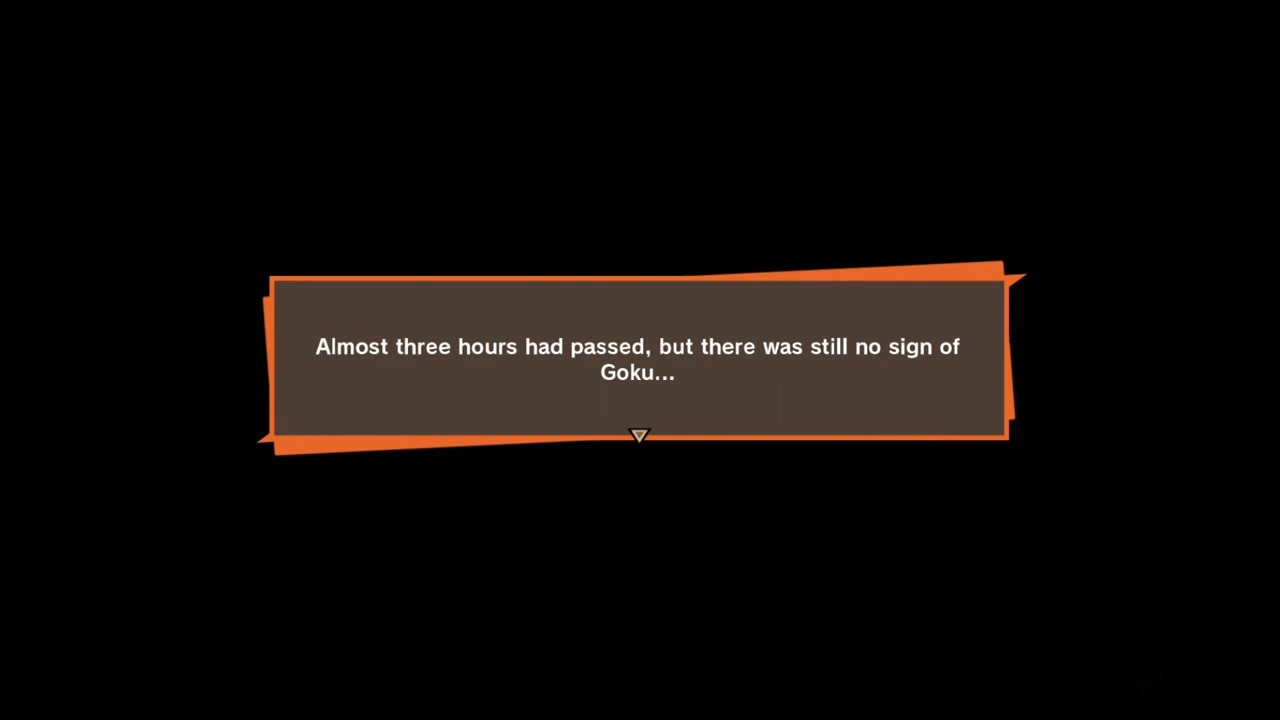 Almost three hours had passed, but there was still no sign of
Goku...